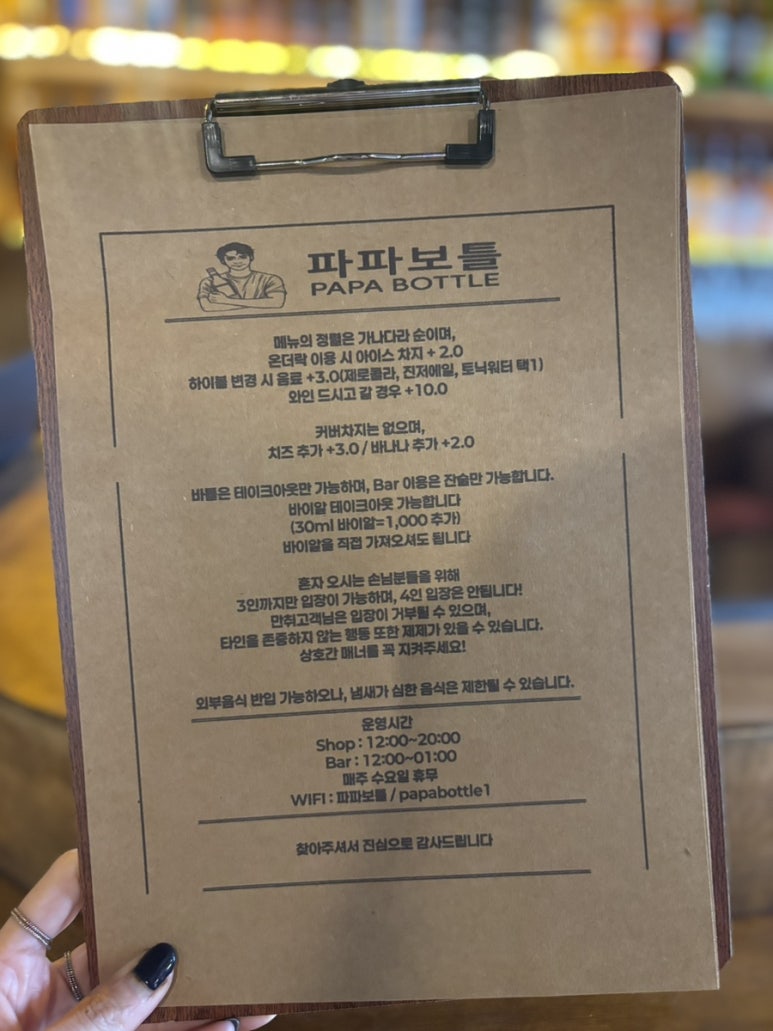 파파보틀
PAPA BOTTLE
메뉴의 정렬은 가나다라 순이며,
온더락 이용 시 아이스 차지 + 2.0
하이볼 변경 시 음료 +3.0(제로콜라, 진저에일, 토닉워터 택1)
와인 드시고 갈 경우 +10.0
커버차지는 없으며,
치즈 추가 +3.0 / 바나나 추가 +2.0
바틀은 테이크아웃만 가능하며, Bar 이용은 잔술만 가능합니다.
바이알 테이크아웃 가능합니다
(30ml 바이알=1,000 추가)
바이알을 직접 가져오셔도 됩니다
혼자 오시는 손님분들을 위해
3인까지만 입장이 가능하며, 4인 입장은 안됩니다!
만취고객님은 입장이 거부될 수 있으며,
타인을 존중하지 않는 행동 또한 제제가 있을 수 있습니다.
상호간 매너를 꼭 지켜주세요!
외부음식 반입 가능하오나, 냄새가 심한 음식은 제한될 수 있습니다.
운영시간
Shop : 12:00~20:00
Bar : 12:00~01:00
매주 수요일 휴무
WIFI : 파파보틀 / papabottle1
찾아주셔서 진심으로 감사드립니다